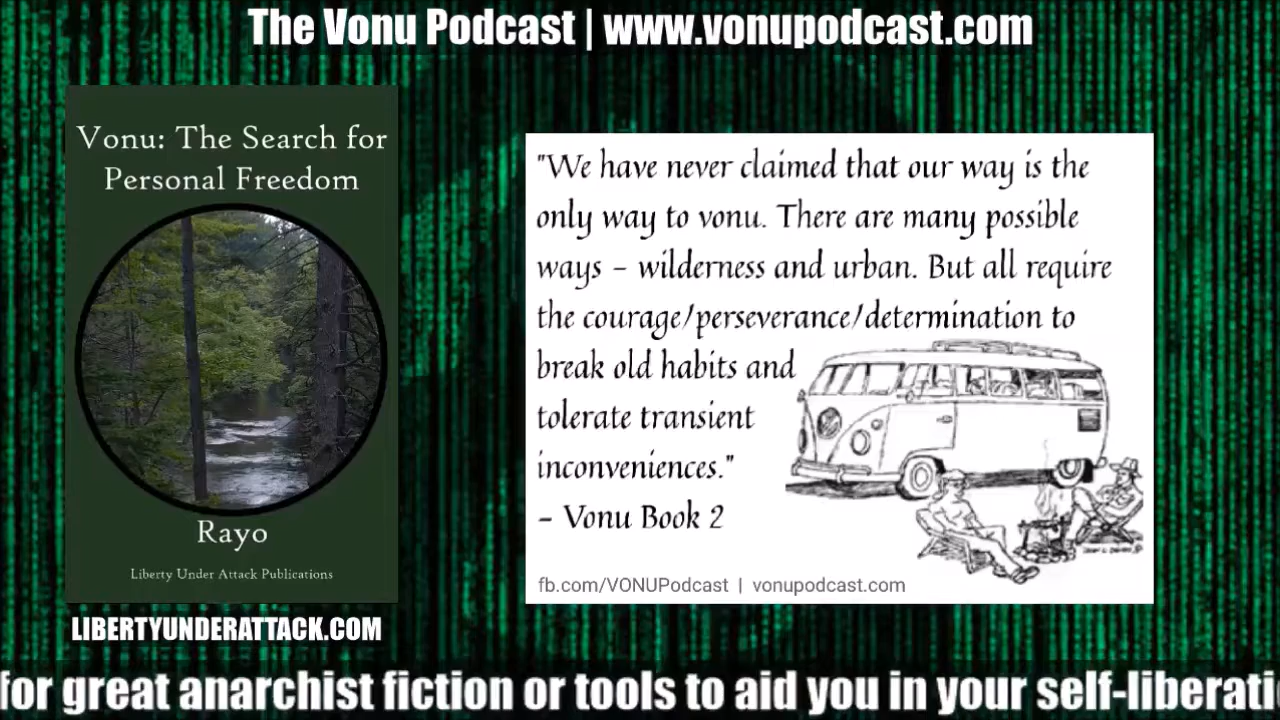 The Vonu Podcast | www.vonupodcast.com
Vonu: The Search for
Personal Freedom
Rayo
Liberty Under Attack Publications
LIBERTYUNDERATTACK.COM
"We have never claimed that our way is the
only way to vonu. There are many possible
ways – wilderness and urban. But all require
the courage/perseverance/determination to
break old habits and
tolerate transient
inconveniences."
– Vonu Book 2
fb.com/VONUPodcast | vonupodcast.com
for great anarchist fiction or tools to aid you in your self-liberati